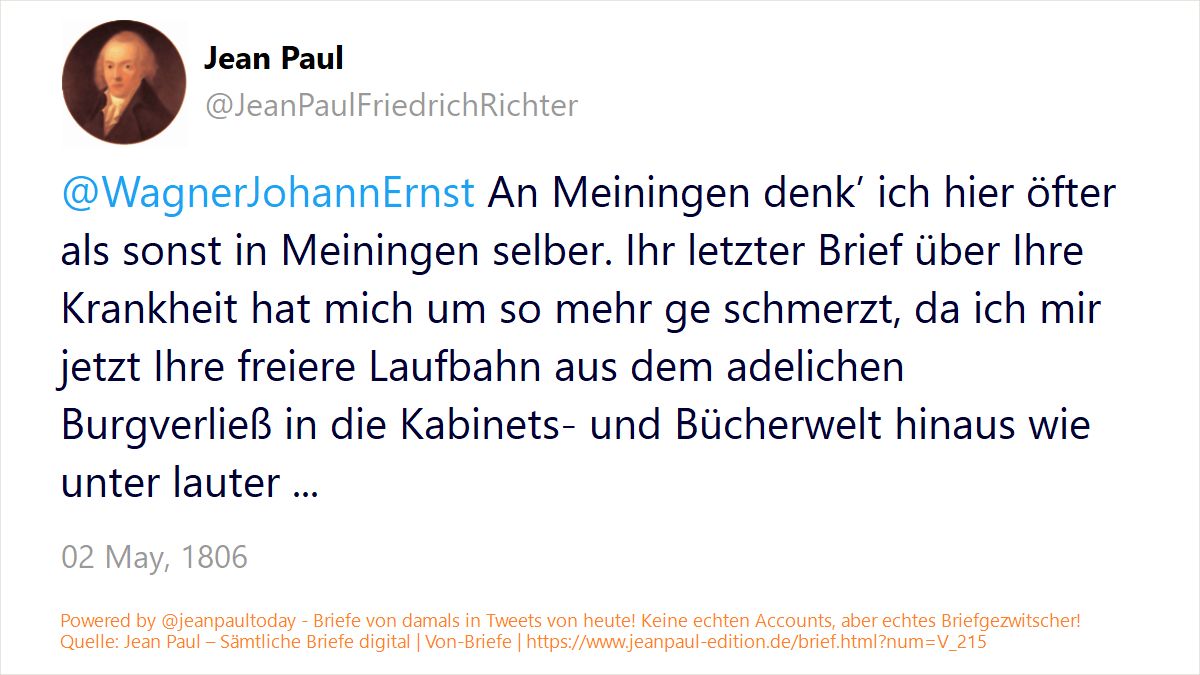 Jean Paul
@JeanPaulFriedrichRichter
@WagnerJohannErnst An Meiningen denk’ ich hier öfter
als sonst in Meiningen selber. Ihr letzter Brief über Ihre
Krankheit hat mich um so mehr ge schmerzt, da ich mir
jetzt Ihre freiere Laufbahn aus dem adelichen
Burgverließ in die Kabinets- und Bücherwelt hinaus wie
unter lauter ...
02 May, 1806
Powered by @jeanpaultoday - Briefe von damals in Tweets von heute! Keine echten Accounts, aber echtes Briefgezwitscher!
Quelle: Jean Paul – Sämtliche Briefe digital | Von-Briefe | https://www.jeanpaul-edition.de/brief.html?num=V_215